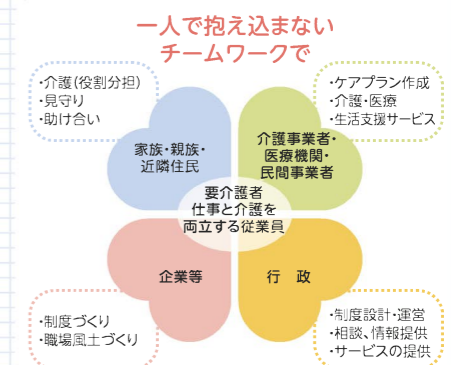 一人で抱え込まない
チームワークで
・介護(役割分担)
・見守り
・助け合い
・ケアプラン作成
・介護・医療
・生活支援サービス
家族・親族・
近隣住民
介護事業者・
医療機関・
民間事業者
要介護者
仕事と介護を
両立する従業員
企業等
行　政
・制度づくり
・職場風土づくり
・制度設計・運営
・相談、情報提供
・サービスの提供